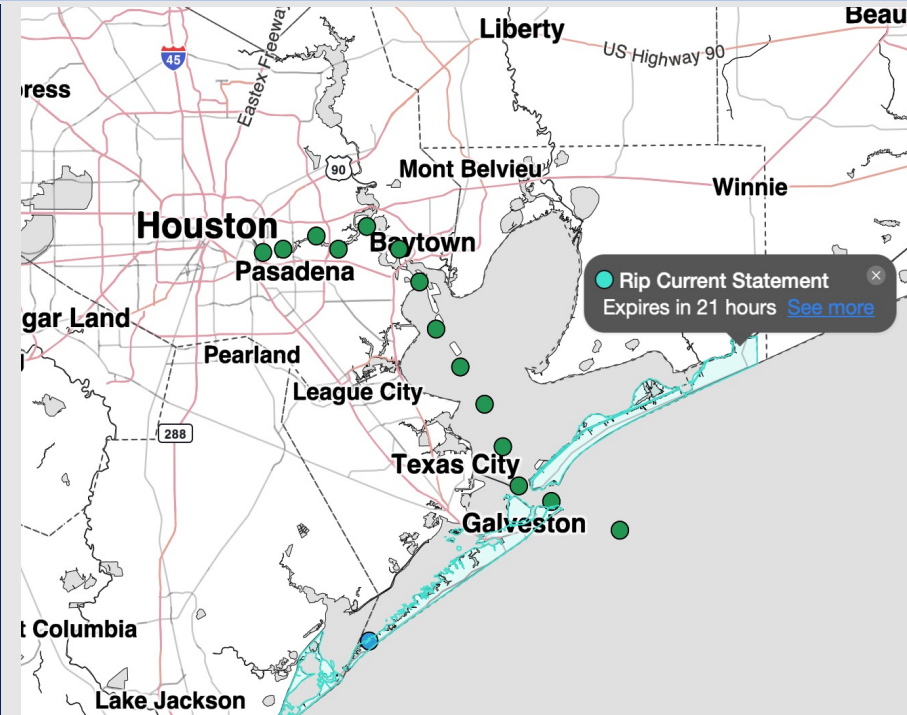 Beau
Liberty
US Highway 90
45
Eastex Freeway
ress
90
Mont Belvieu
Winnie
Houston
Baytown
Pasadena
Rip Current Statement
Expires in 21 hours See more
gar Land
Pearland
League City
288
Texas City
Galveston
t Columbia
Lake Jackson